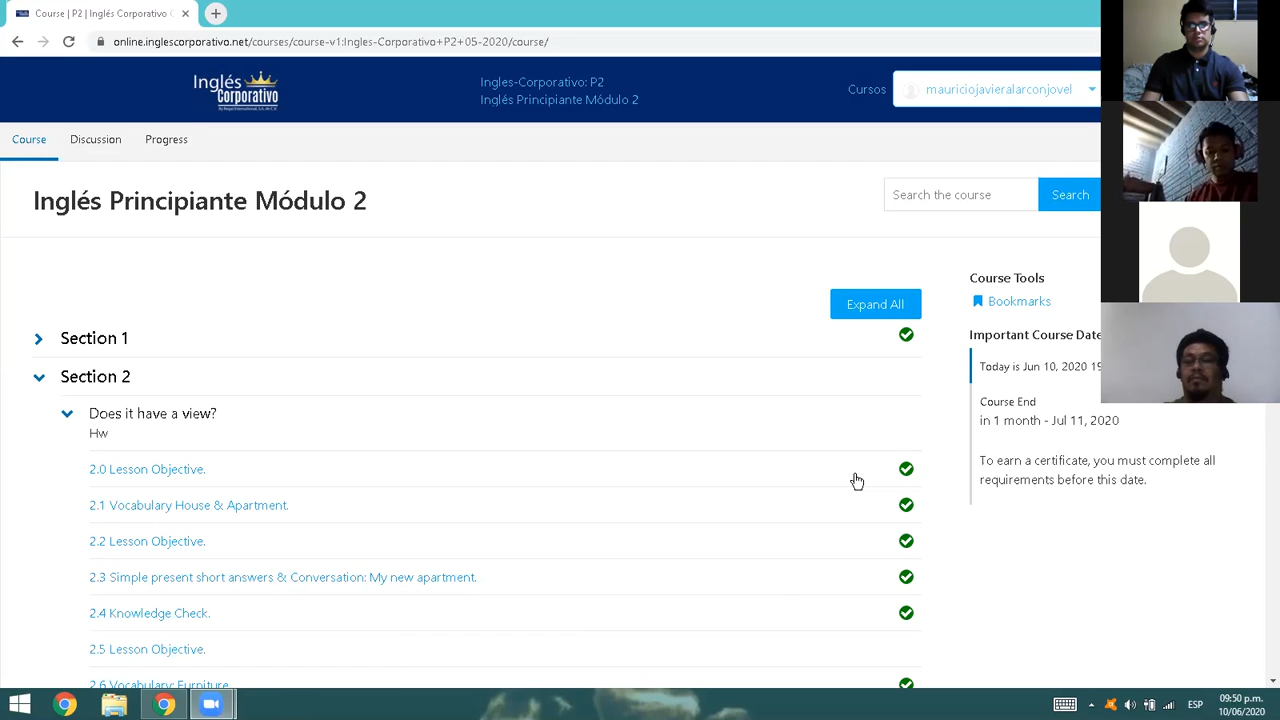 Course | P2 | Ingles Corporativo C
online.inglescorporativo.net/courses/course-v1:Ingles-Corporativo+P2+05-2020/course/
Inglés
Corporativo
Ingles-Corporativo: P2
Inglés Principiante Módulo 2
Cursos
mauriciojavieralarconjovel
Course
Discussion
Progress
Inglés Principiante Módulo 2
Search the course
Search
Expand All
Course Tools
Bookmarks
Section 1
Important Course Date
Today is Jun 10, 2020 19
Section 2
Course End
in 1 month - Jul 11, 2020
Does it have a view?
Hw
To earn a certificate, you must complete all
requirements before this date.
2.0 Lesson Objective.
2.1 Vocabulary House & Apartment.
2.2 Lesson Objective.
2.3 Simple present short answers & Conversation: My new apartment.
2.4 Knowledge Check.
2.5 Lesson Objective.
2.6 Vocabulary: Furniture
ESP
09:50 p.m.
10/06/2020